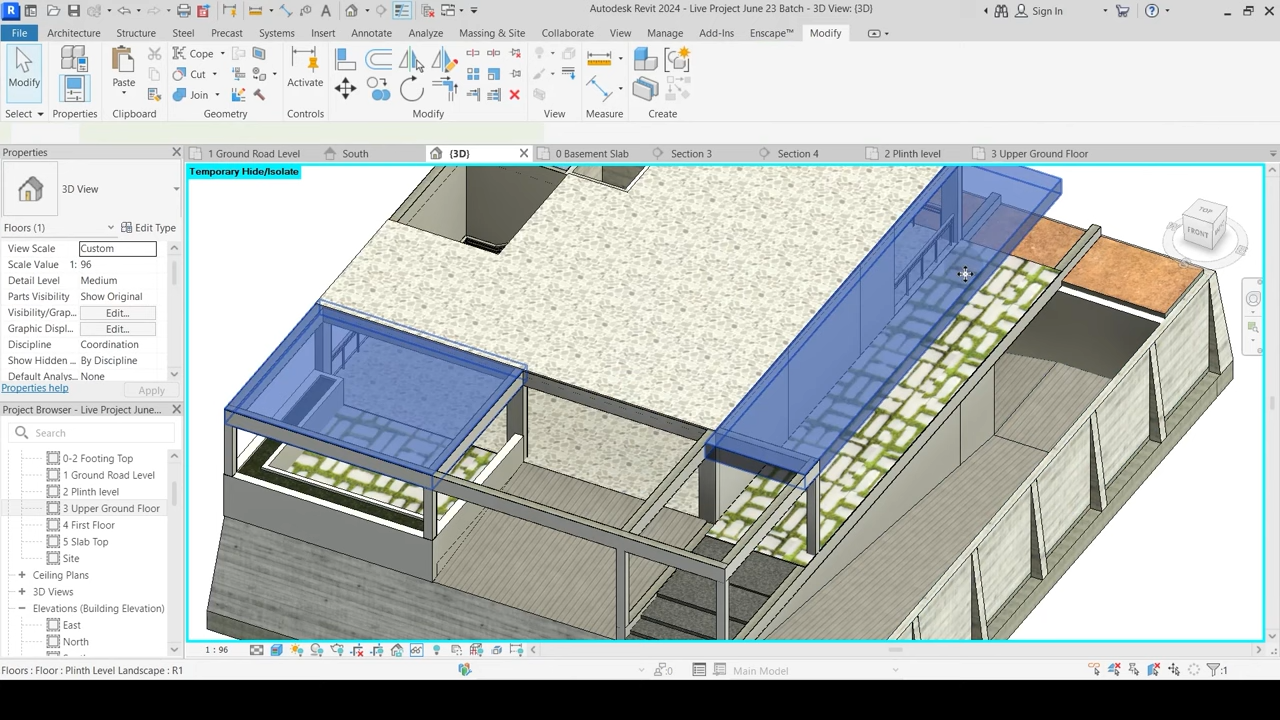 Autodesk Revit 2024 - Live Project June 23 Batch - 3D View: {3D}
Sign In
File Architecture Structure Steel Precast Systems Insert Annotate Analyze Massing & Site Collaborate View Manage Add-Ins Enscape™ Modify
Modify Paste Cope Cut Join Activate
Select Properties Clipboard Geometry Controls Modify View Measure Create
Properties
3D View
Floors (1)
Edit Type
View Scale Custom
Scale Value 1: 96
Detail Level Medium
Parts Visibility Show Original
Visibility/Grap... Edit...
Graphic Displ... Edit...
Discipline Coordination
Show Hidden ... By Discipline
Default Analys... None
Properties help
Apply
Project Browser - Live Project June...
Search
0-2 Footing Top
1 Ground Road Level
2 Plinth level
3 Upper Ground Floor
4 First Floor
5 Slab Top
Site
Ceiling Plans
3D Views
Elevations (Building Elevation)
East
North
1 Ground Road Level South {3D} 0 Basement Slab Section 3 Section 4 2 Plinth level 3 Upper Ground Floor
Temporary Hide/Isolate
TOP
FRONT
1 : 96
Floors : Floor : Plinth Level Landscape : R1
:0
Main Model
:1